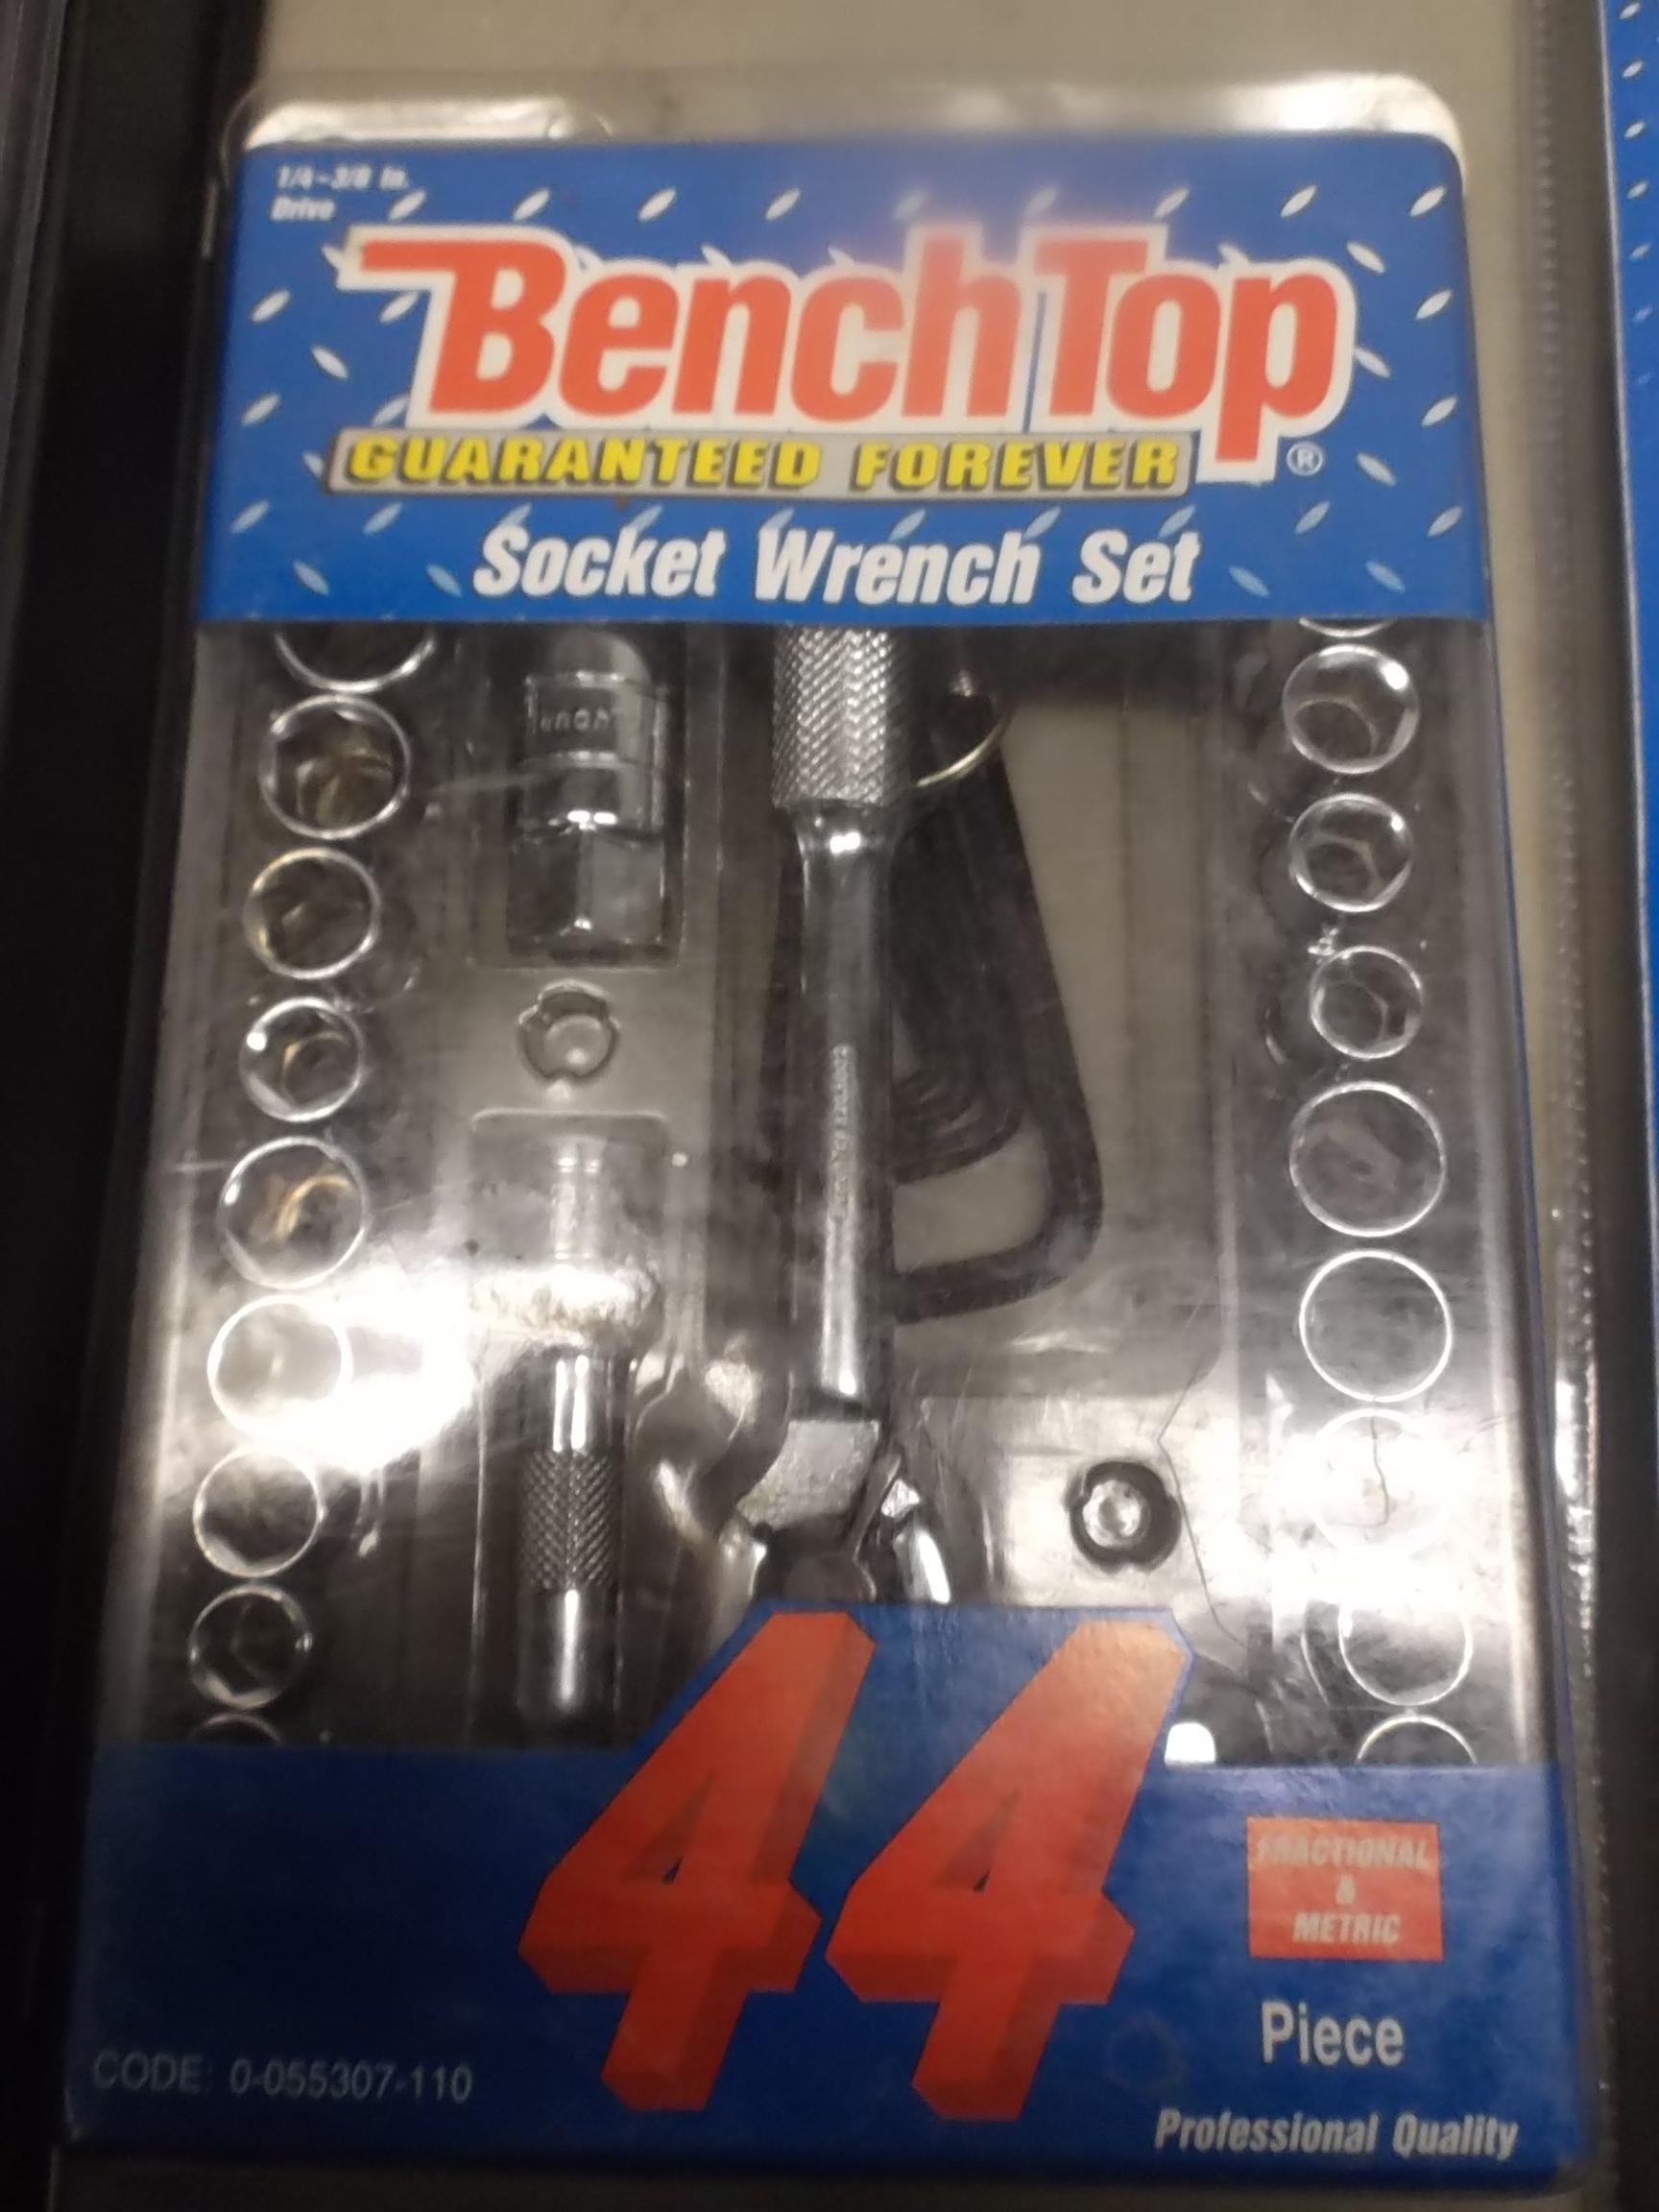 1/4-3/8 In.
Drive
BenchTop
GUARANTEED FOREVER ®
Socket Wrench Set
44
FRACTIONAL
&
METRIC
Piece
CODE: 0-055307-110
Professional Quality